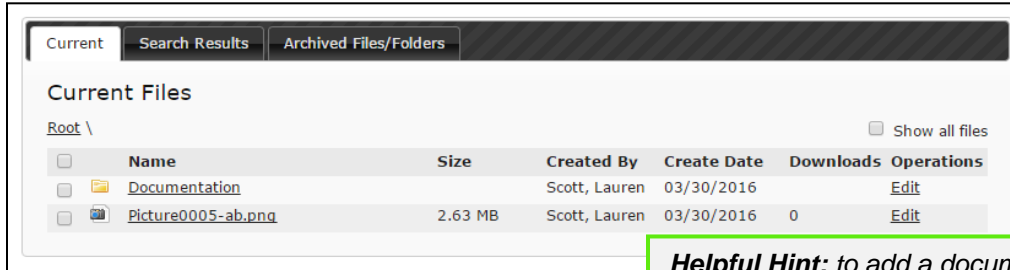 Current Search Results Archived Files/Folders
Current Files
Root \ Show all files
Name Size Created By Create Date Downloads Operations
Documentation Scott, Lauren 03/30/2016 Edit
Picture0005-ab.png 2.63 MB Scott, Lauren 03/30/2016 0 Edit
Helpful Hint: to add a docum